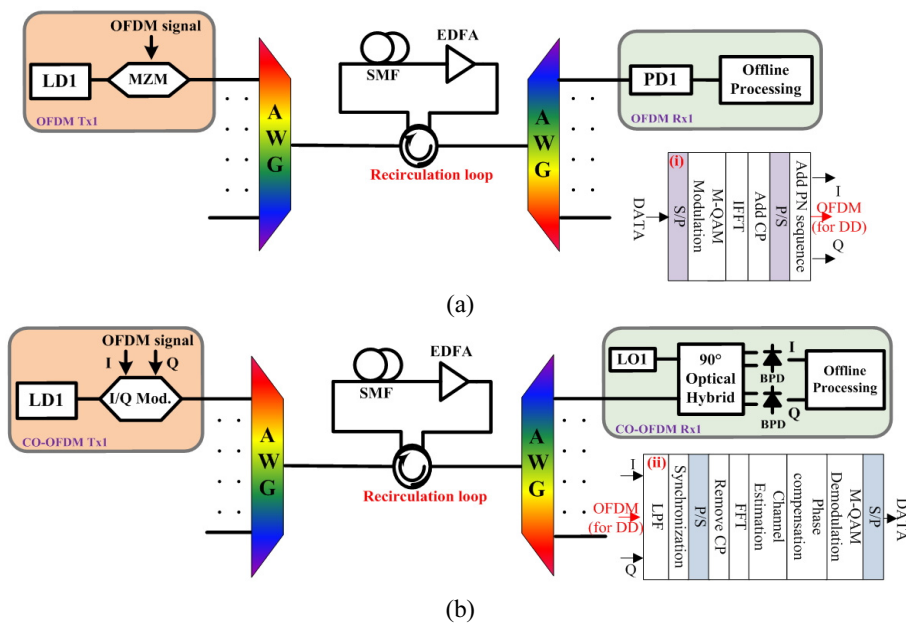 OFDM signal
LD1
MZM
OFDM Tx1
A
W
G
SMF
EDFA
Recirculation loop
A
W
G
PD1
Offline
Processing
OFDM Rx1
(i)
DATA
S/P
M-QAM
Modulation
IFFT
Add CP
P/S
Add PN sequence
I
OFDM
(for DD)
Q
(a)
OFDM signal
I
Q
LD1
I/Q Mod.
CO-OFDM Tx1
A
W
G
SMF
EDFA
Recirculation loop
A
W
G
LO1
90°
Optical
Hybrid
I
BPD
Q
BPD
Offline
Processing
CO-OFDM Rx1
(ii)
I
OFDM
(for DD)
Q
LPF
Synchronization
P/S
Remove CP
FFT
Channel
Estimation
Phase
compensation
M-QAM
Demodulation
S/P
DATA
(b)